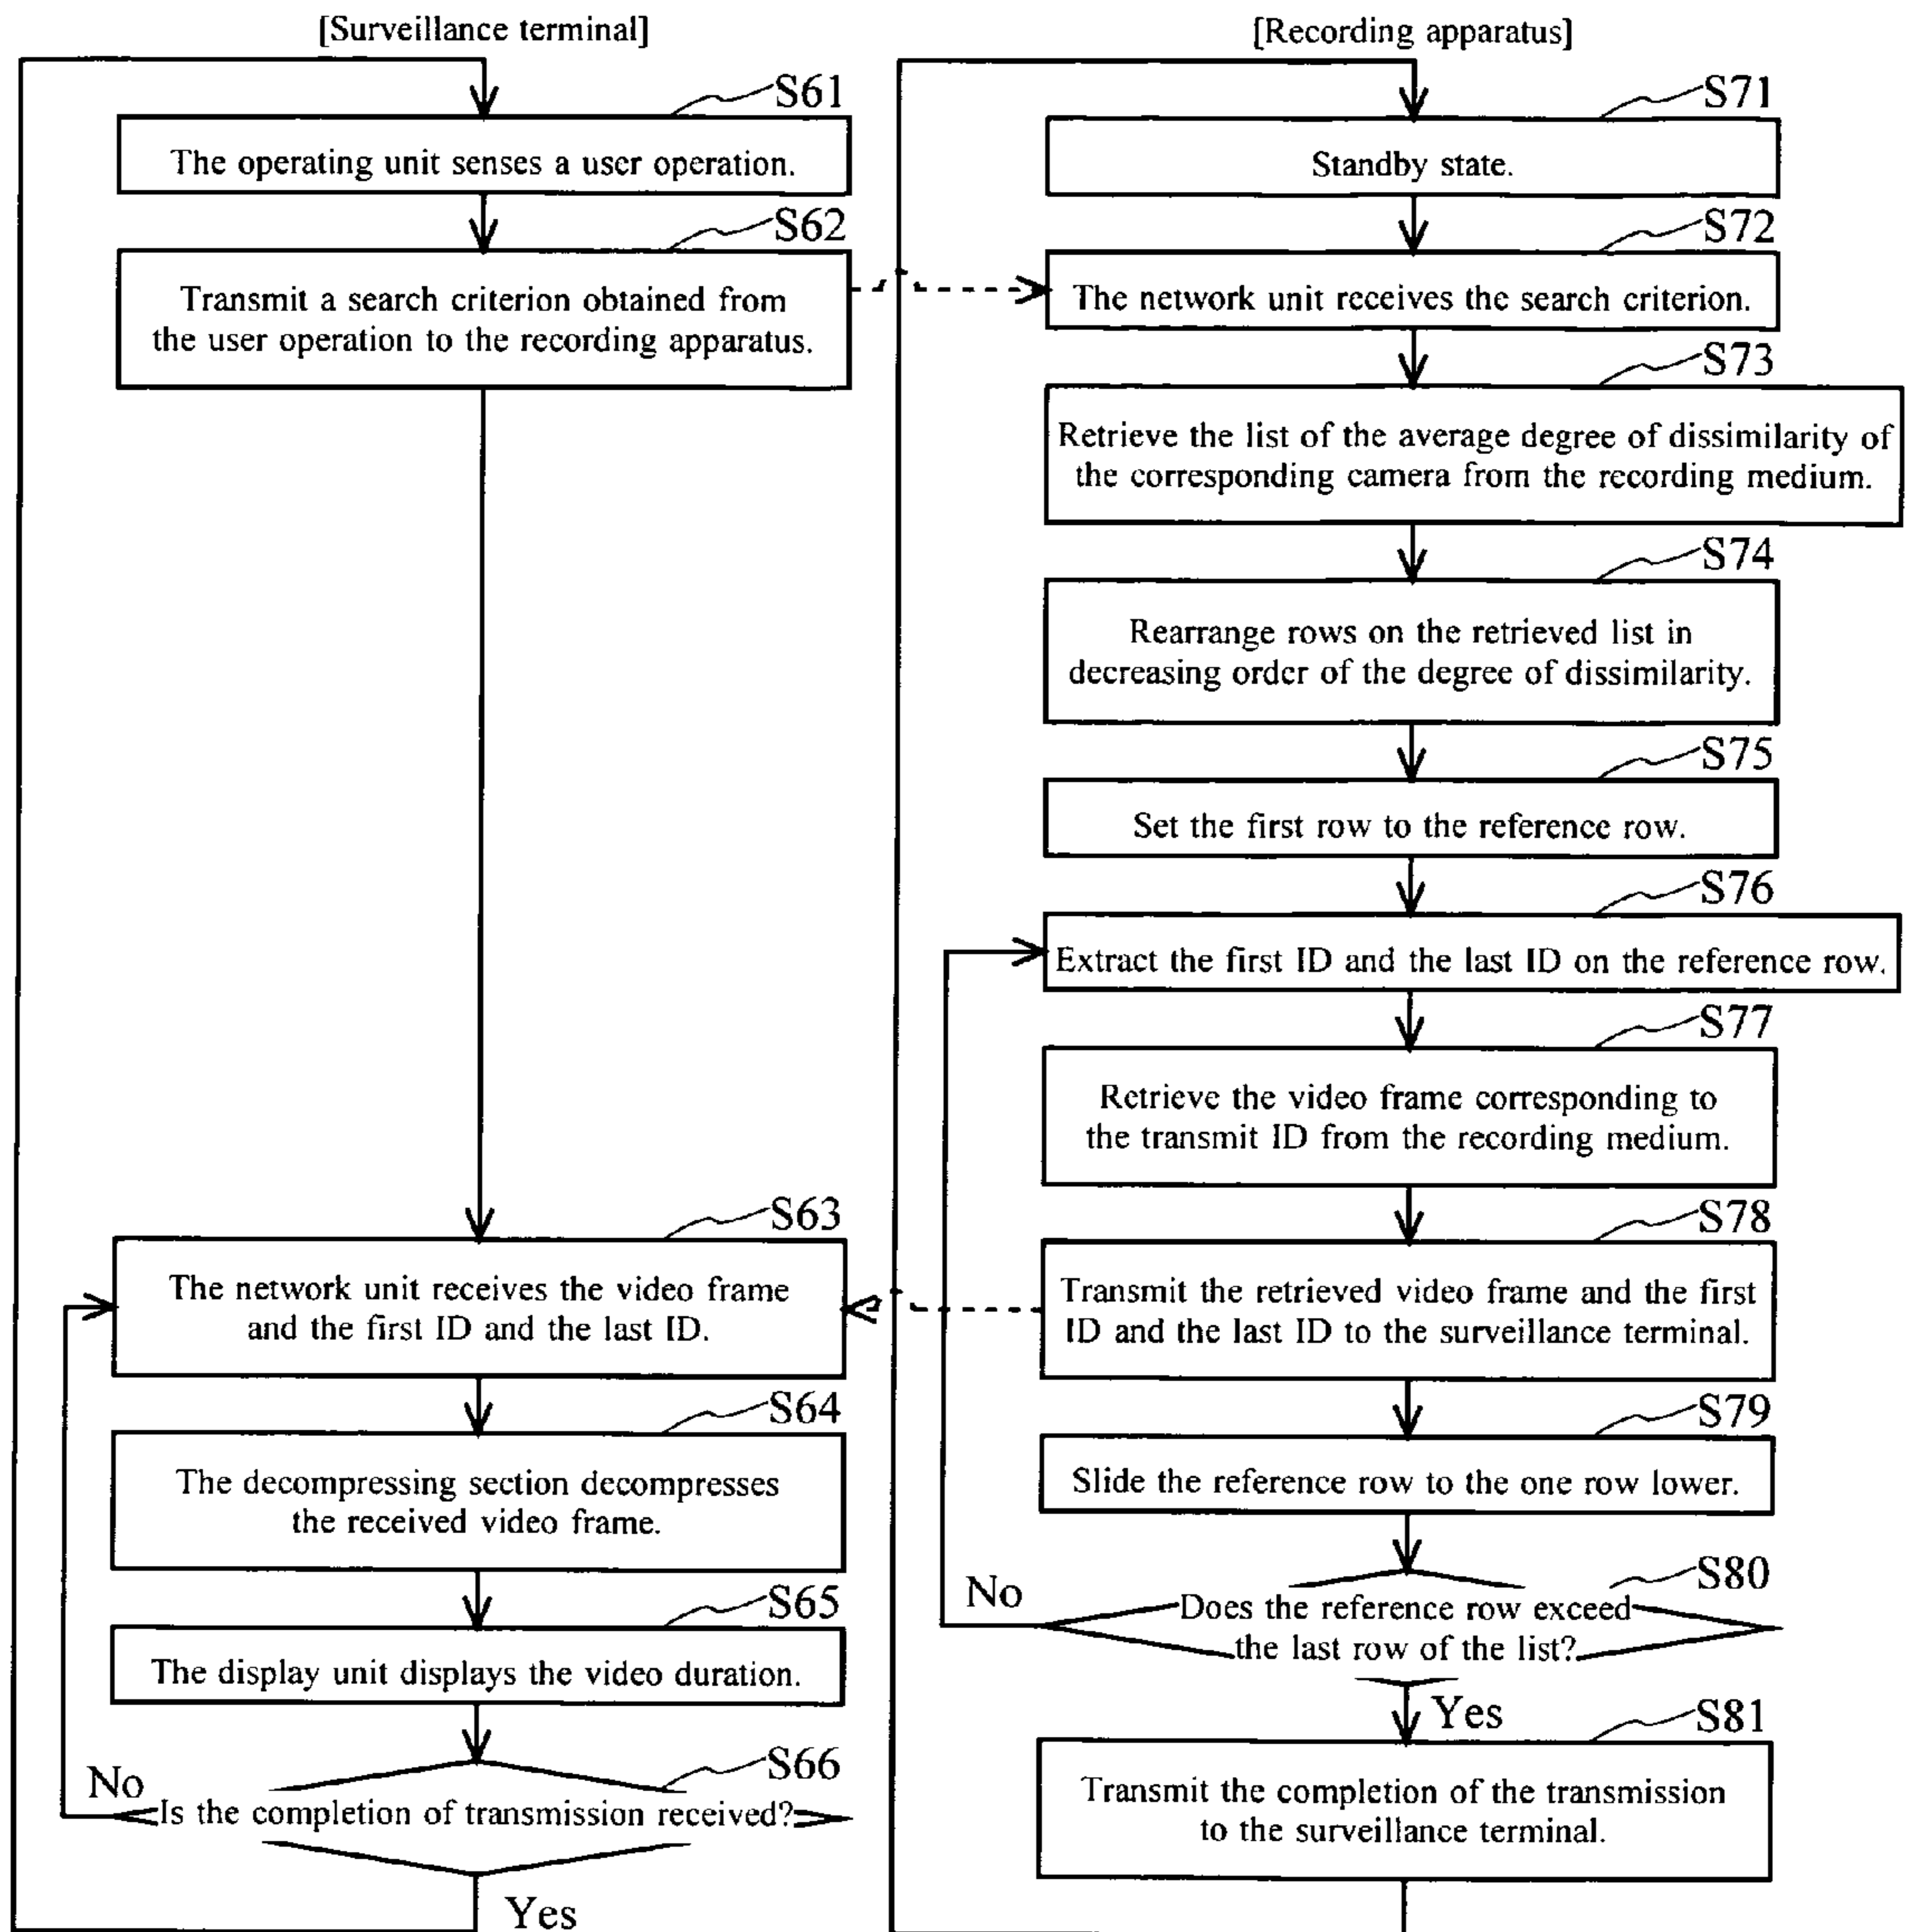 [Surveillance terminal]
S61
The operating unit senses a user operation.
S62
Transmit a search criterion obtained from
the user operation to the recording apparatus.
S63
The network unit receives the video frame
and the first ID and the last ID.
S64
The decompressing section decompresses
the received video frame.
S65
The display unit displays the video duration.
S66
No
Is the completion of transmission received?
Yes
[Recording apparatus]
S71
Standby state.
S72
The network unit receives the search criterion.
S73
Retrieve the list of the average degree of dissimilarity of
the corresponding camera from the recording medium.
S74
Rearrange rows on the retrieved list in
decreasing order of the degree of dissimilarity.
S75
Set the first row to the reference row.
S76
Extract the first ID and the last ID on the reference row.
S77
Retrieve the video frame corresponding to
the transmit ID from the recording medium.
S78
Transmit the retrieved video frame and the first
ID and the last ID to the surveillance terminal.
S79
Slide the reference row to the one row lower.
S80
No
Does the reference row exceed
the last row of the list?
Yes
S81
Transmit the completion of the transmission
to the surveillance terminal.